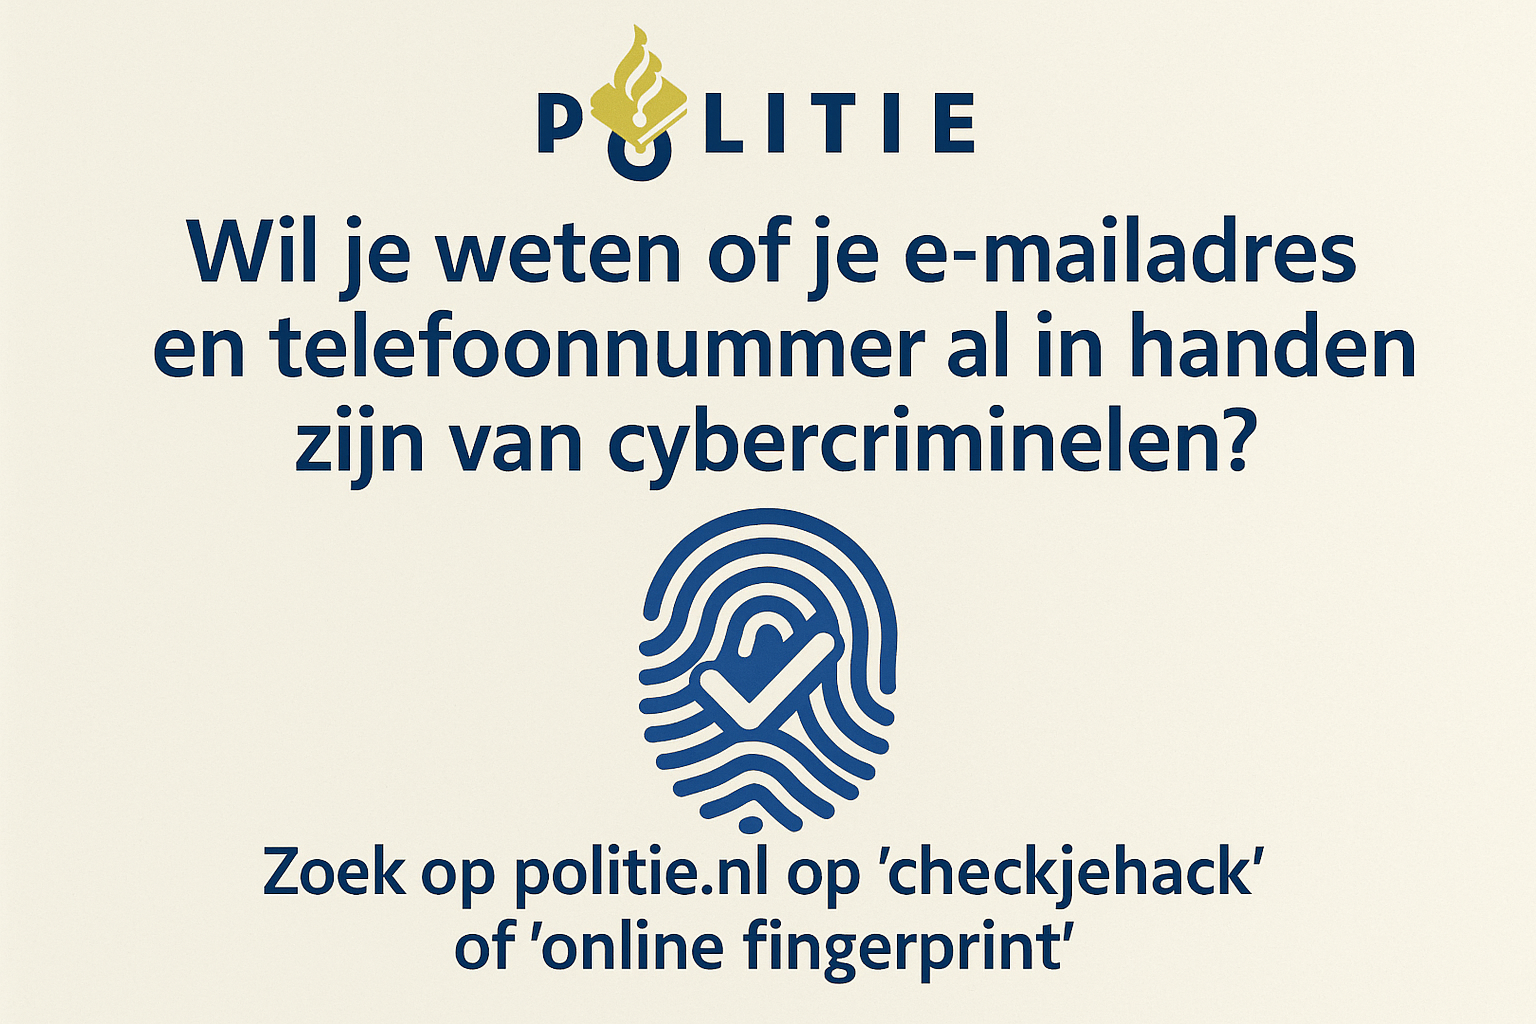 POLITIE
Wil je weten of je e-mailadres
en telefoonnummer al in handen
zijn van cybercriminelen?
Zoek op politie.nl op 'checkjehack'
of 'online fingerprint'